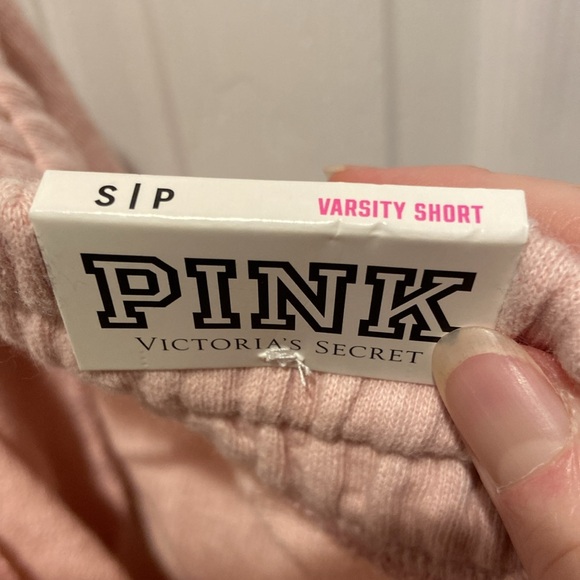 S|P VARSITY SHORT
PINK
VICTORIA'S SECRET